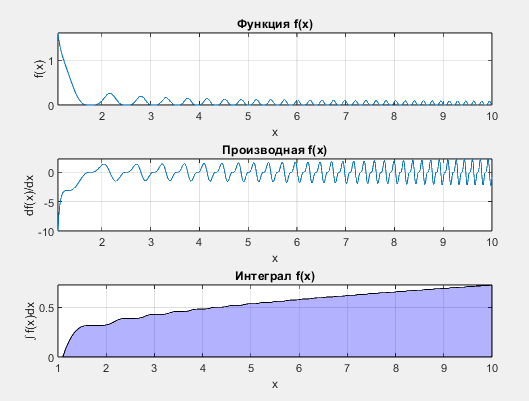 Функция f(x)
f(x)
1
0
2 3 4 5 6 7 8 9 10
x
Производная f(x)
df(x)/dx
0
-5
-10
1 2 3 4 5 6 7 8 9 10
x
Интеграл f(x)
∫ f(x)dx
0.5
0
1 2 3 4 5 6 7 8 9 10
x